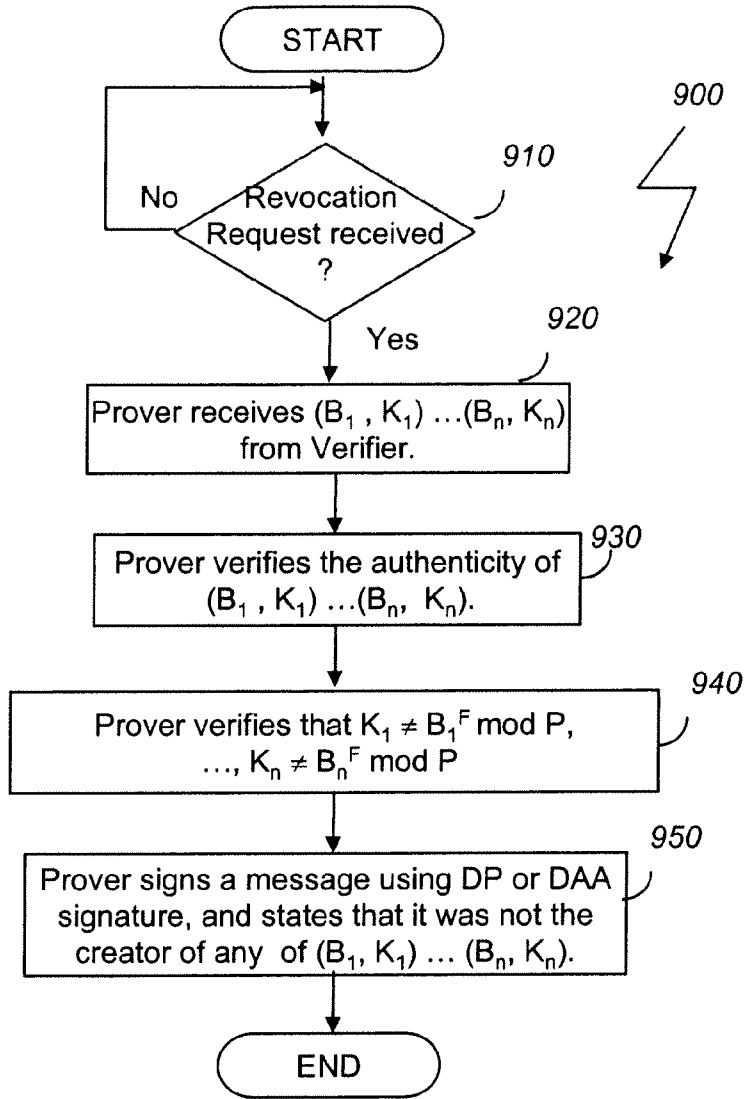 START
900
910
No
Revocation
Request received
?
Yes
920
Prover receives (B₁ , K₁) ...(Bₙ, Kₙ)
from Verifier.
930
Prover verifies the authenticity of
(B₁ , K₁) ...(Bₙ, Kₙ).
940
Prover verifies that K₁ ≠ B₁ᶠ mod P,
..., Kₙ ≠ Bₙᶠ mod P
950
Prover signs a message using DP or DAA
signature, and states that it was not the
creator of any of (B₁, K₁) ... (Bₙ, Kₙ).
END